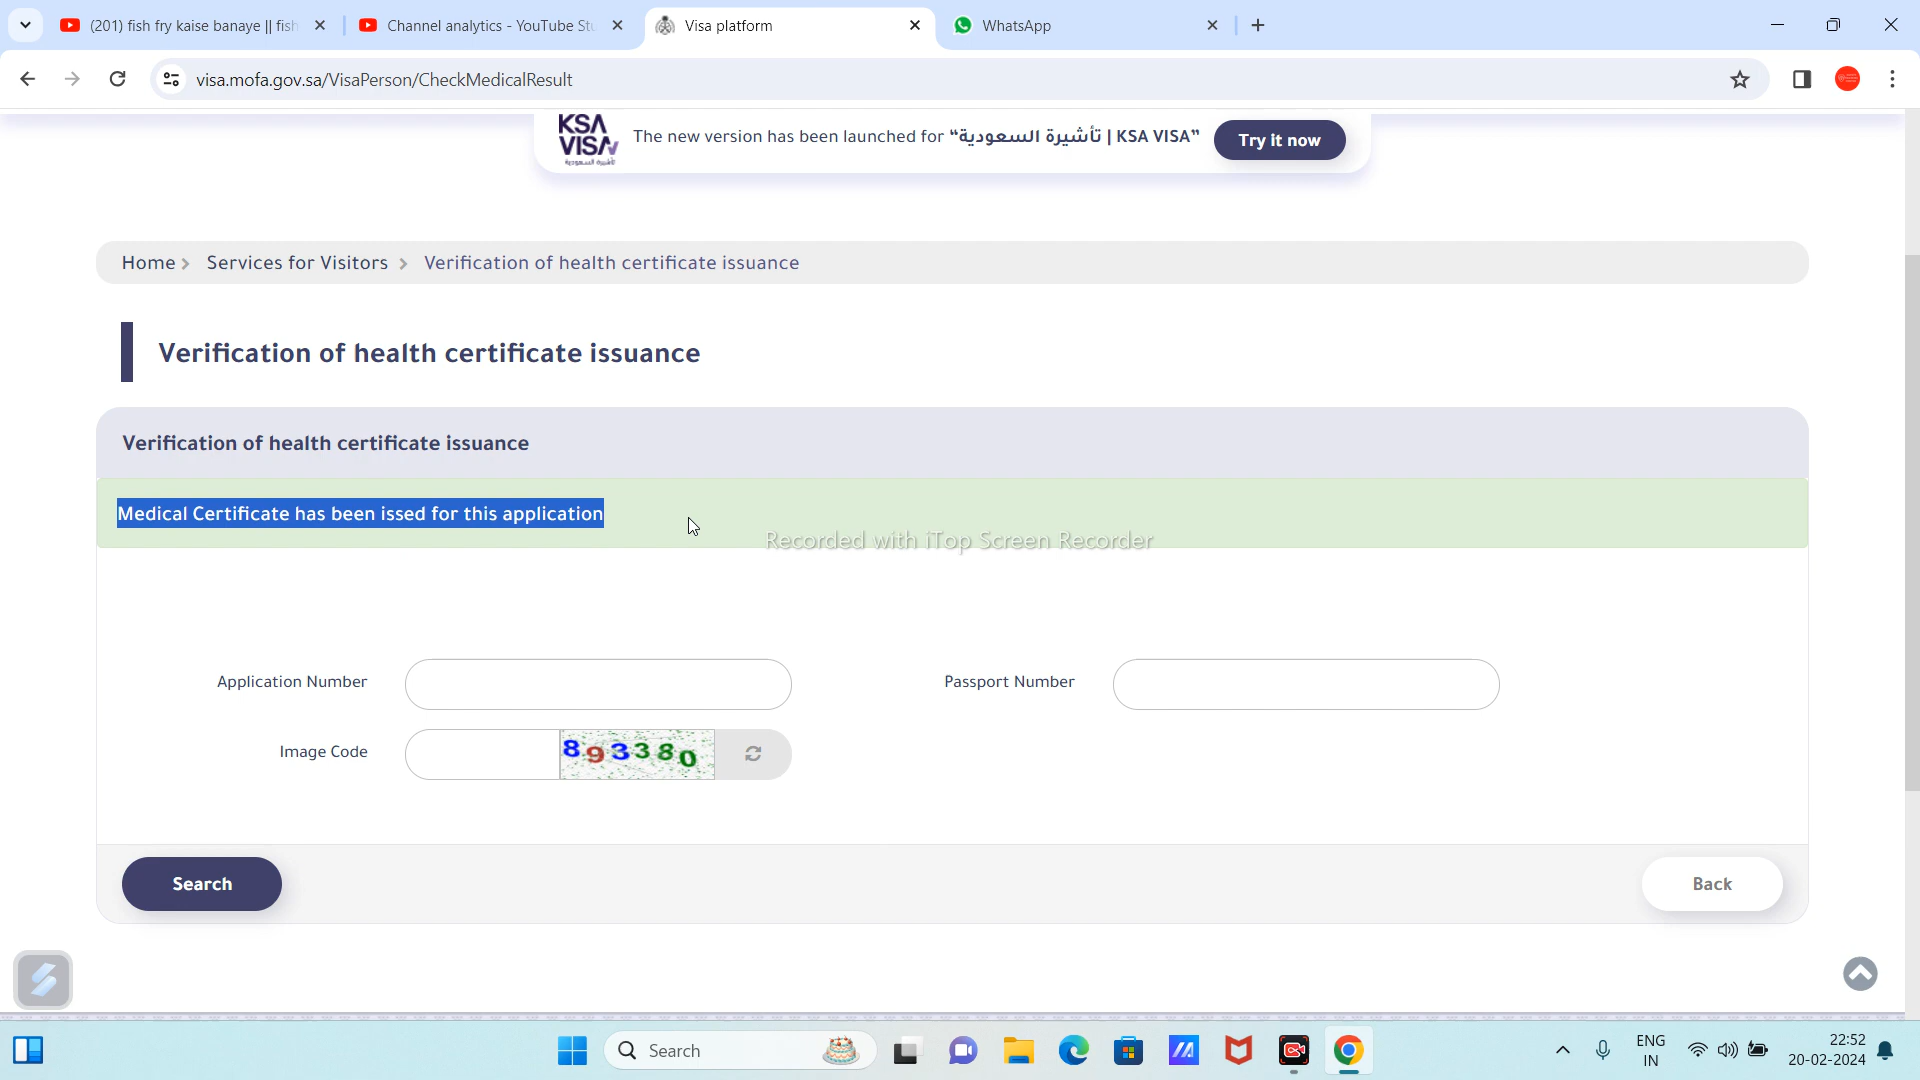 (201) fish fry kaise banaye || fish
Channel analytics - YouTube Stu
Visa platform
WhatsApp
visa.mofa.gov.sa/VisaPerson/CheckMedicalResult
KSA
VISA
تأشيرة السعودية
The new version has been launched for “تأشيرة السعودية | KSA VISA” Try it now
Home Services for Visitors Verification of health certificate issuance
Verification of health certificate issuance
Verification of health certificate issuance
Medical Certificate has been issed for this application
Recorded with iTop Screen Recorder
Application Number
Passport Number
Image Code
893380
Search
Back
Search
ENG
IN
22:52
20-02-2024